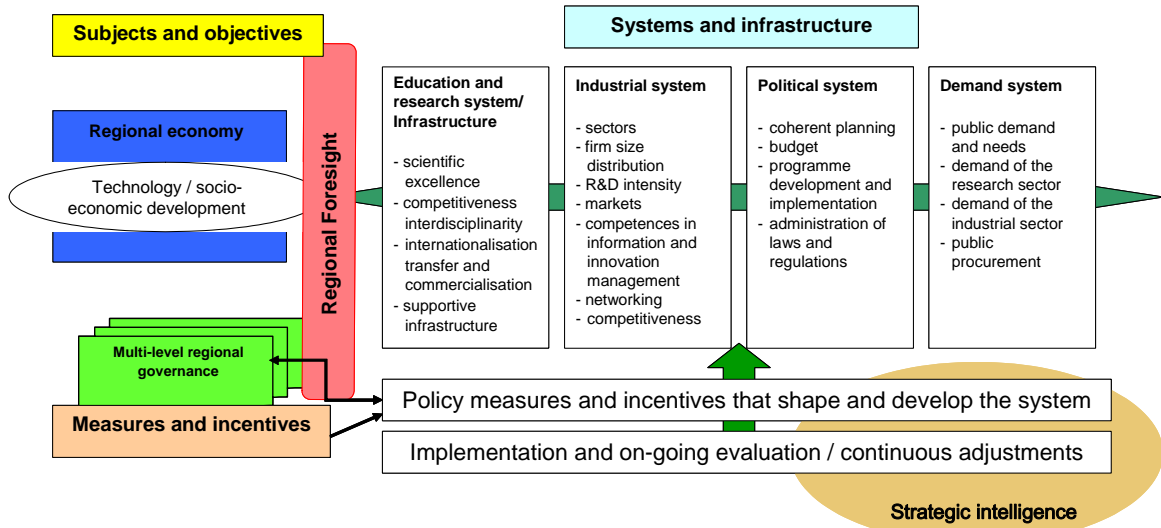 Subjects and objectives
Systems and infrastructure
Regional economy
Technology / socio-
economic development
Regional Foresight
Multi-level regional
governance
Measures and incentives
Education and
research system/
Infrastructure
- scientific
excellence
- competitiveness
interdisciplinarity
- internationalisation
transfer and
commercialisation
- supportive
infrastructure
Industrial system
- sectors
- firm size
distribution
- R&D intensity
- markets
- competences in
information and
innovation
management
- networking
- competitiveness
Political system
- coherent planning
- budget
- programme
development and
implementation
- administration of
laws and
regulations
Demand system
- public demand
and needs
- demand of the
research sector
- demand of the
industrial sector
- public
procurement
Policy measures and incentives that shape and develop the system
Implementation and on-going evaluation / continuous adjustments
Strategic intelligence